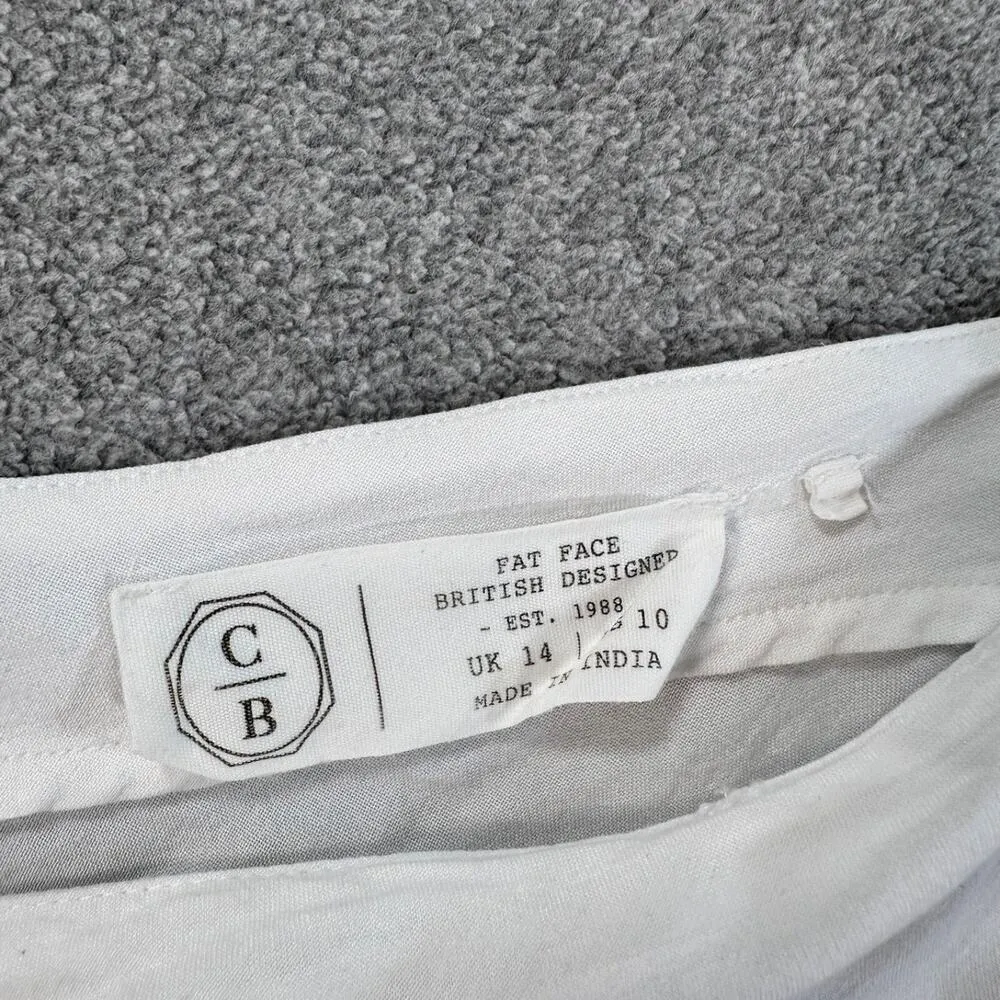 C
B
FAT FACE
BRITISH DESIGNED
- EST. 1988
UK 14 | 10
MADE IN INDIA